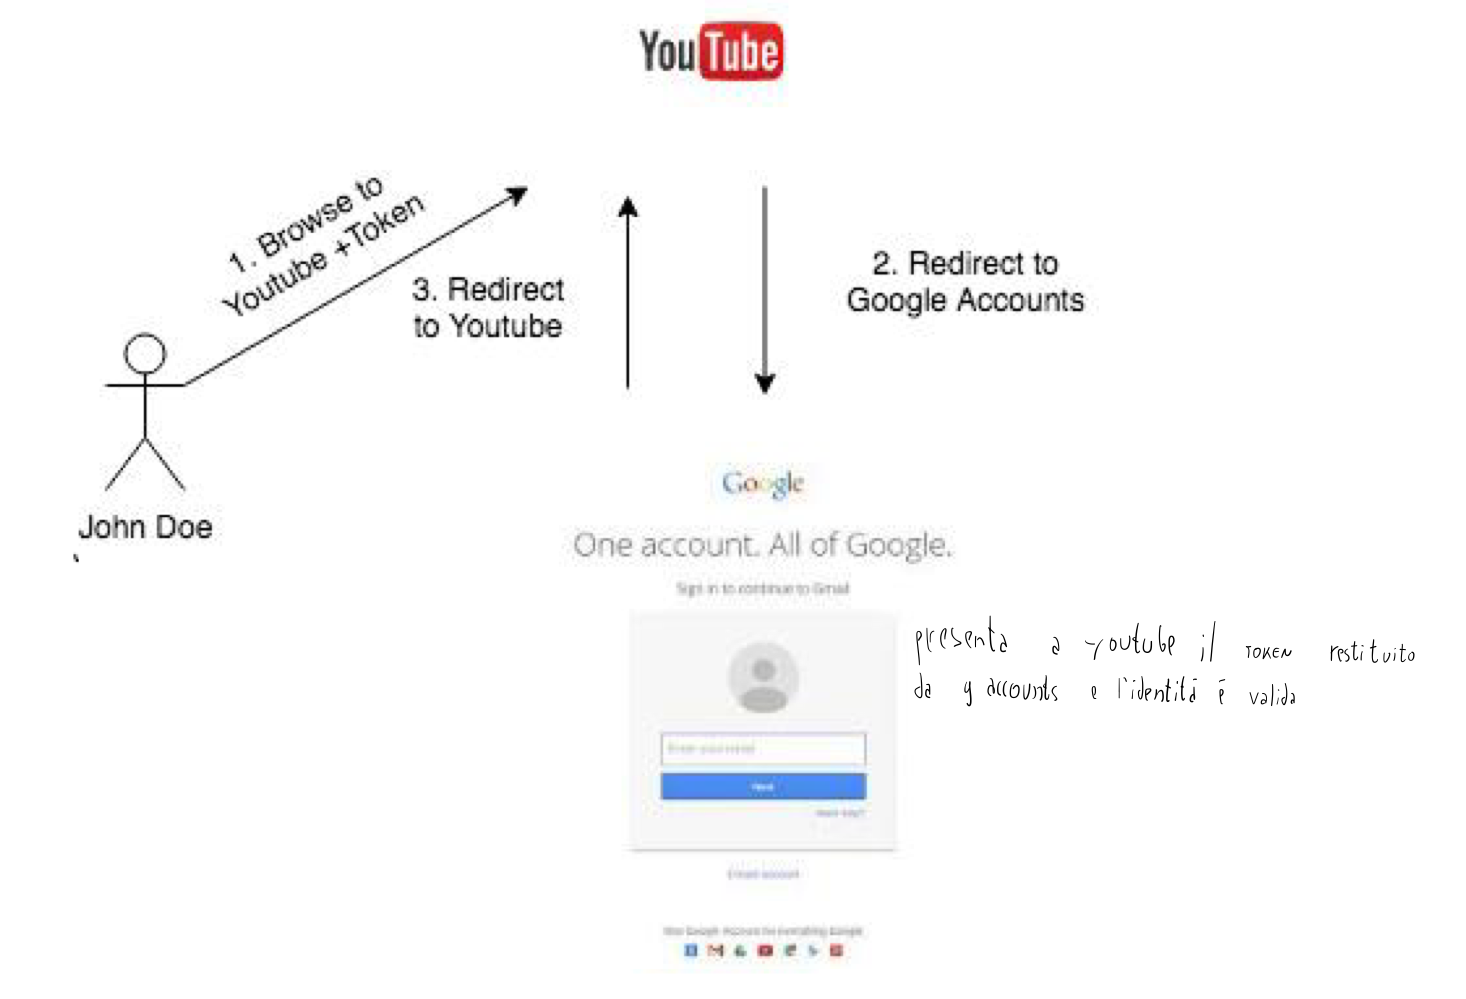 YouTube
1. Browse to
Youtube +Token
3. Redirect
to Youtube
2. Redirect to
Google Accounts
John Doe
Google
One account. All of Google.
Sign in to continue to Gmail
presenta a youtube il TOKEN restituito
da g accounts e l'identità è valida
Enter your email
Next
Need help?
Create account
One Google Account for everything Google